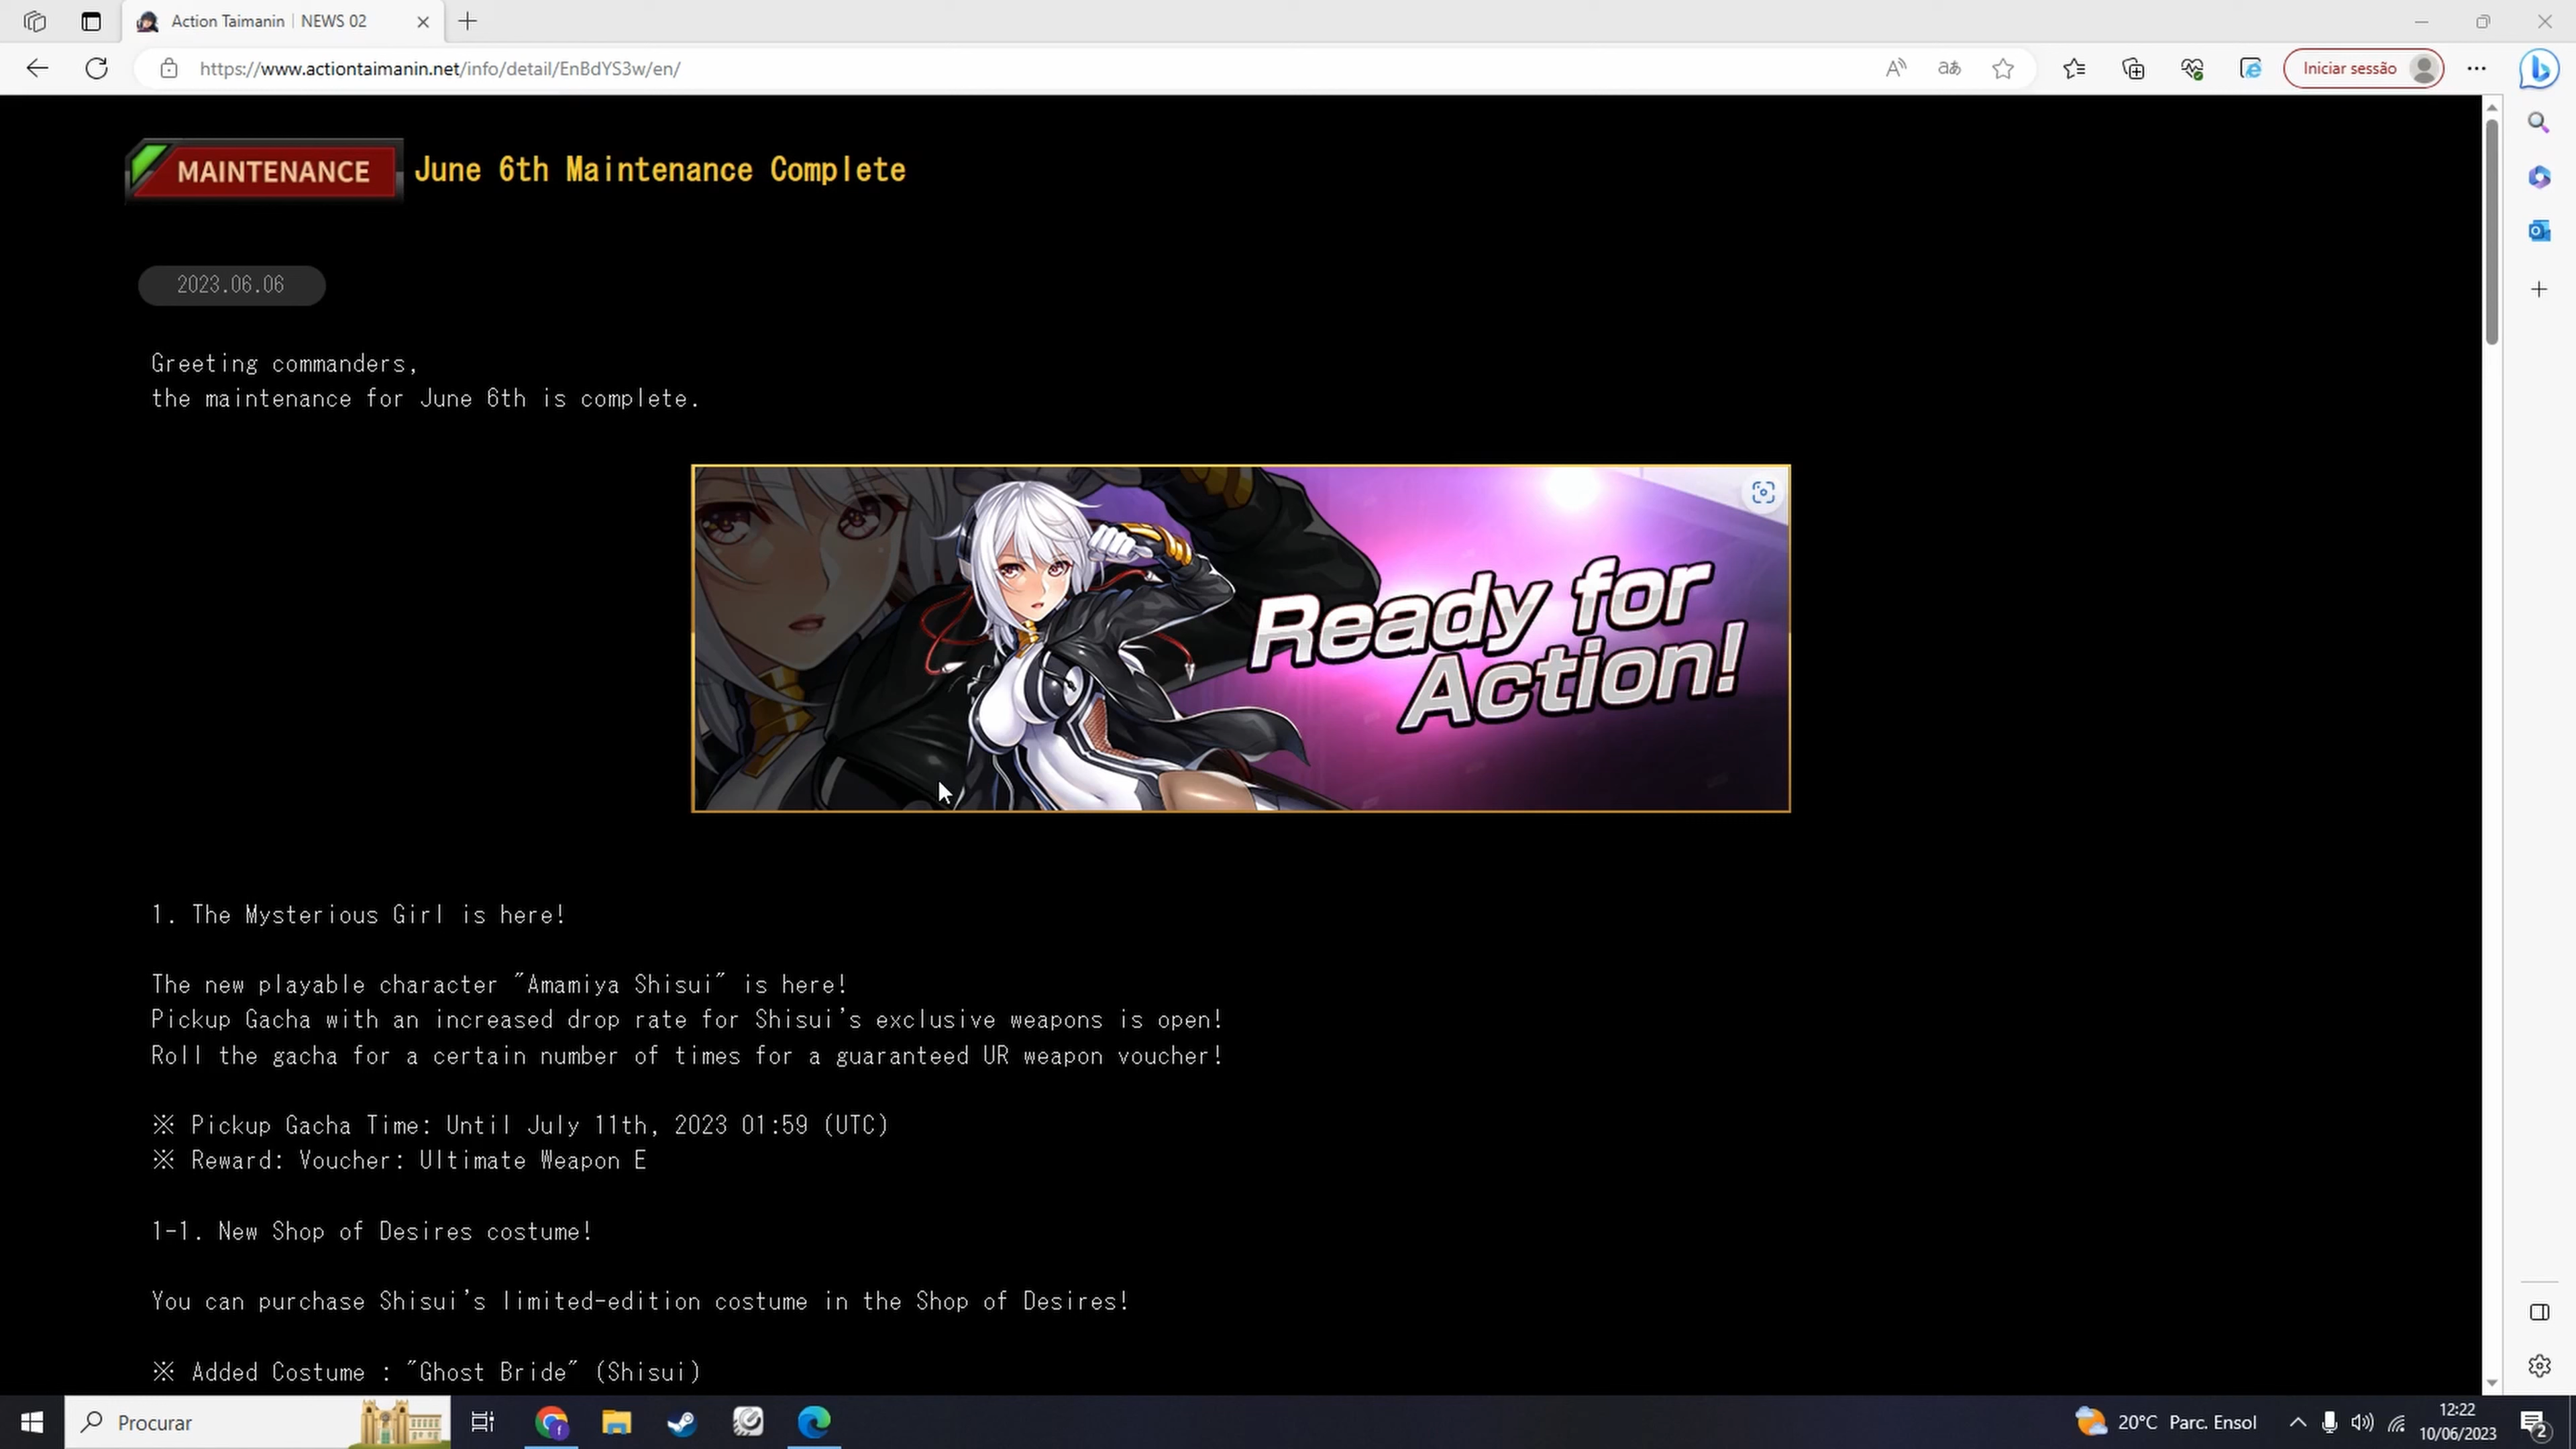 Action Taimanin | NEWS 02
https://www.actiontaimanin.net/info/detail/EnBdYS3w/en/
Iniciar sessão
MAINTENANCE June 6th Maintenance Complete
2023.06.06
Greeting commanders,
the maintenance for June 6th is complete.
Ready for
Action!
1. The Mysterious Girl is here!
The new playable character "Amamiya Shisui" is here!
Pickup Gacha with an increased drop rate for Shisui's exclusive weapons is open!
Roll the gacha for a certain number of times for a guaranteed UR weapon voucher!
※ Pickup Gacha Time: Until July 11th, 2023 01:59 (UTC)
※ Reward: Voucher: Ultimate Weapon E
1-1. New Shop of Desires costume!
You can purchase Shisui's limited-edition costume in the Shop of Desires!
※ Added Costume : "Ghost Bride" (Shisui)
Procurar
20°C Parc. Ensol
12:22
10/06/2023
2